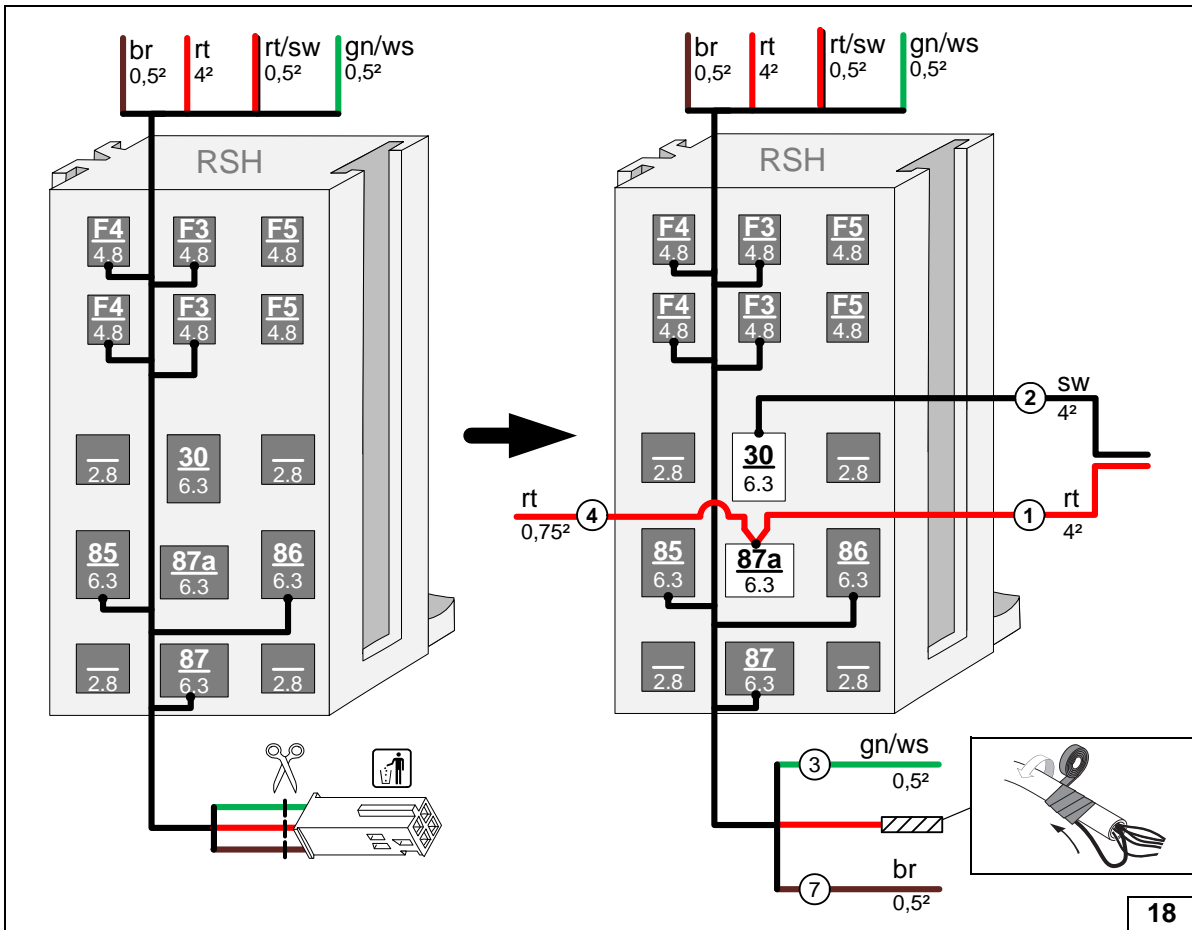 br rt rt/sw gn/ws
0,5² 4² 0,5² 0,5²
RSH
F4 F3 F5
4.8 4.8 4.8
F4 F3 F5
4.8 4.8 4.8
30
2.8 6.3 2.8
85 87a 86
6.3 6.3 6.3
87
2.8 6.3 2.8
br rt rt/sw gn/ws
0,5² 4² 0,5² 0,5²
RSH
F4 F3 F5
4.8 4.8 4.8
F4 F3 F5
4.8 4.8 4.8
2 sw
4²
30
2.8 6.3 2.8
rt 4
0,75²
1 rt
4²
85 87a 86
6.3 6.3 6.3
87
2.8 6.3 2.8
3 gn/ws
0,5²
7 br
0,5²
18